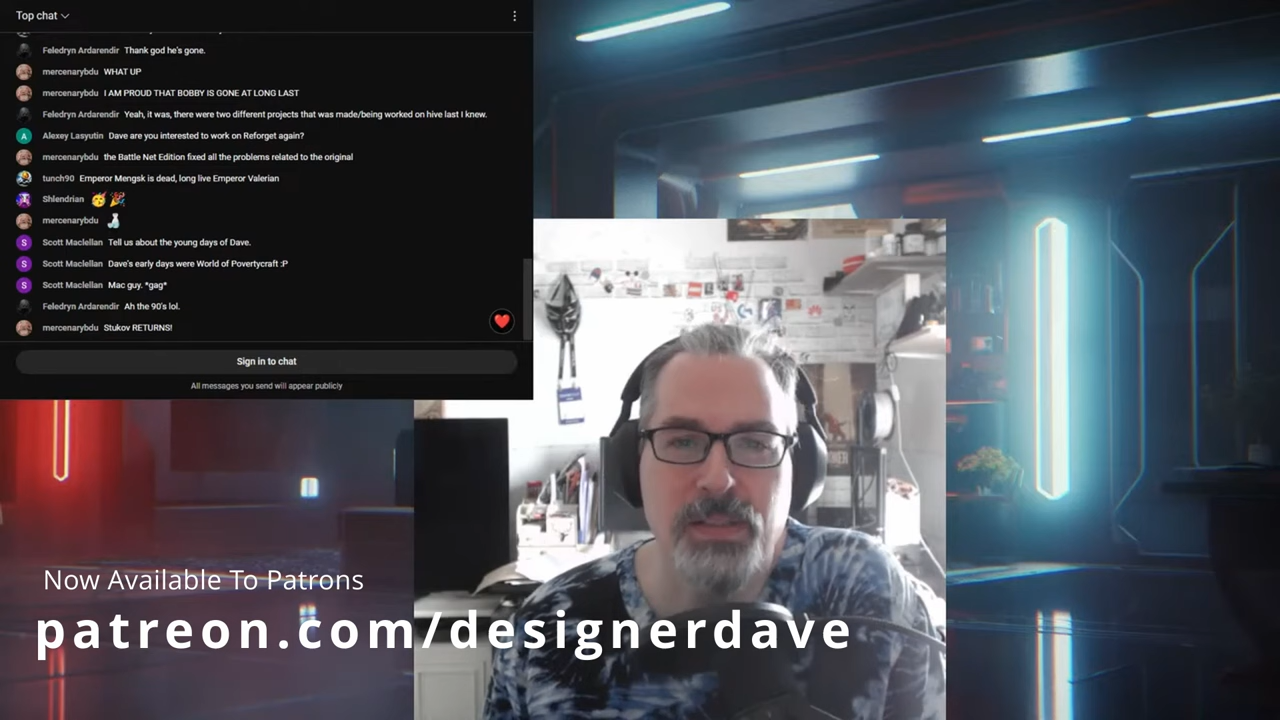 Top chat
Feledryn Ardarendir Thank god he's gone.
mercenarybdu WHAT UP
mercenarybdu I AM PROUD THAT BOBBY IS GONE AT LONG LAST
Feledryn Ardarendir Yeah, it was, there were two different projects that was made/being worked on hive last I knew.
A Alexey Lasyutin Dave are you interested to work on Reforget again?
mercenarybdu the Battle Net Edition fixed all the problems related to the original
tunch90 Emperor Mengsk is dead, long live Emperor Valerian
Shlendrian 🥳 🎉
mercenarybdu 🍶
S Scott Maclellan Tell us about the young days of Dave.
S Scott Maclellan Dave's early days were World of Povertycraft :P
S Scott Maclellan Mac guy. *gag*
Feledryn Ardarendir Ah the 90's lol.
mercenarybdu Stukov RETURNS!
Sign in to chat
All messages you send will appear publicly
Now Available To Patrons
patreon.com/designerdave